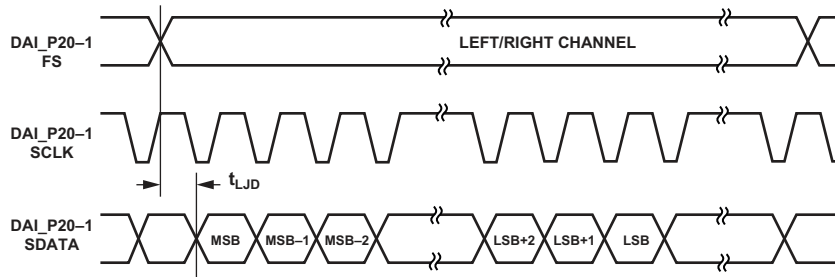 DAI_P20–1
FS
LEFT/RIGHT CHANNEL
DAI_P20–1
SCLK
tLJD
DAI_P20–1
SDATA
MSB
MSB–1
MSB–2
LSB+2
LSB+1
LSB